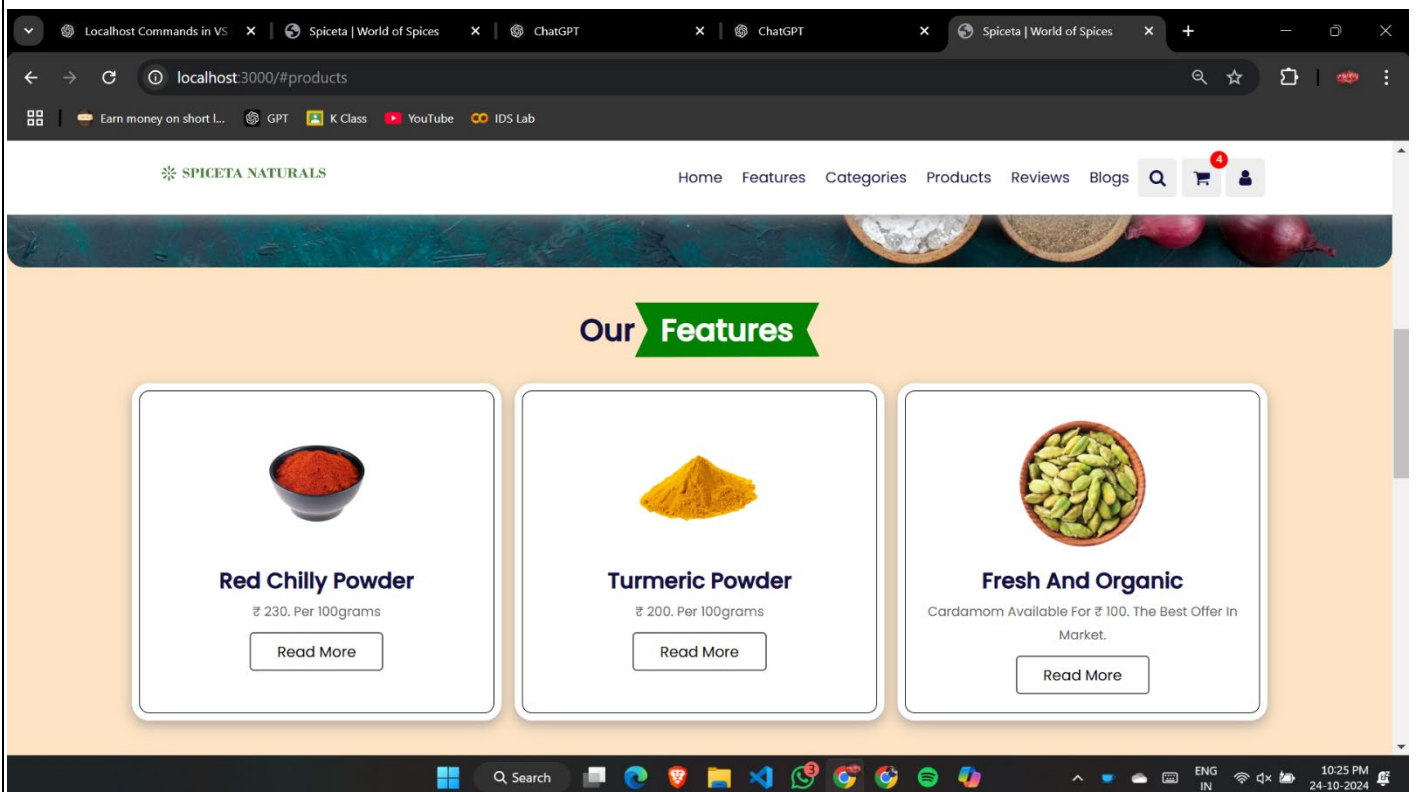 Localhost Commands in VS
Spiceta | World of Spices
ChatGPT
ChatGPT
Spiceta | World of Spices
localhost:3000/#products
Earn money on short l...
GPT
K Class
YouTube
IDS Lab
SPICETA NATURALS
Home Features Categories Products Reviews Blogs
4
Our Features
Red Chilly Powder
₹ 230. Per 100grams
Read More
Turmeric Powder
₹ 200. Per 100grams
Read More
Fresh And Organic
Cardamom Available For ₹ 100. The Best Offer In
Market.
Read More
Search
3
ENG
IN
10:25 PM
24-10-2024